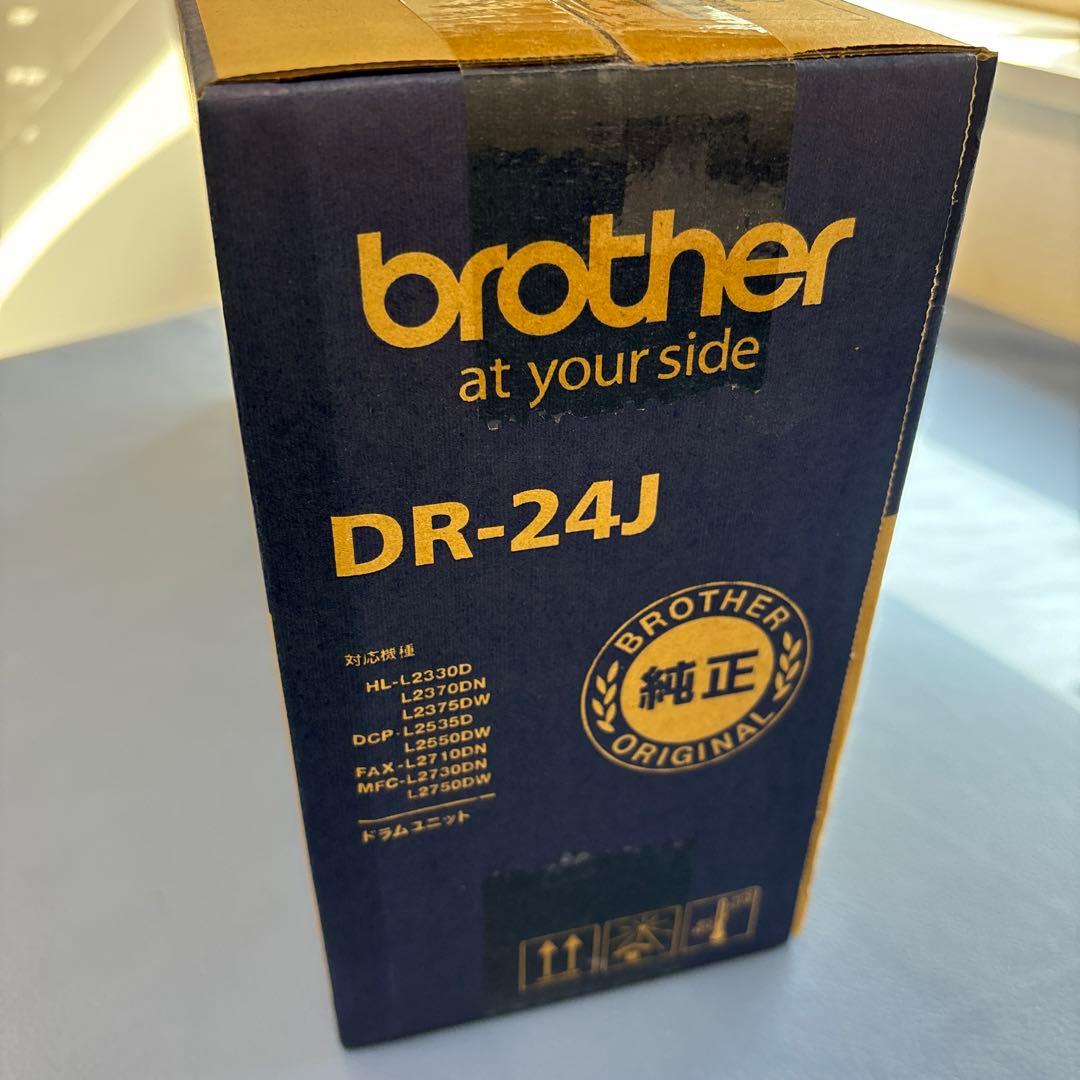 brother
at your side
DR-24J
対応機種
HL-L2330D
L2370DN
L2375DW
DCP-L2535D
L2550DW
FAX-L2710DN
MFC-L2730DN
L2750DW
ドラムユニット
BROTHER
純正
ORIGINAL